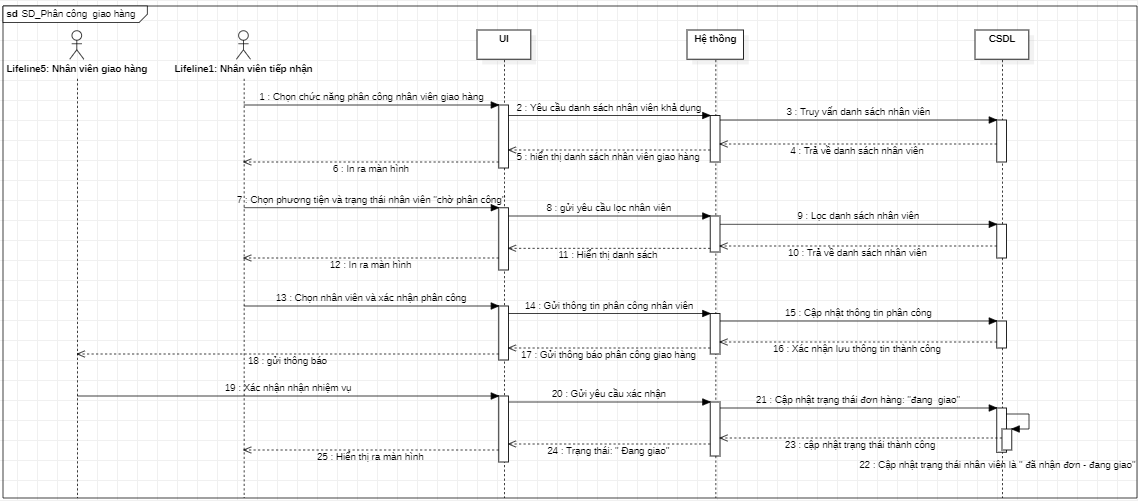 sd SD_Phân công giao hàng
UI
Hệ thống
CSDL
Lifeline5: Nhân viên giao hàng
Lifeline1: Nhân viên tiếp nhận
1 : Chọn chức năng phân công nhân viên giao hàng
2 : Yêu cầu danh sách nhân viên khả dụng
3 : Truy vấn danh sách nhân viên
4 : Trả về danh sách nhân viên
5 : hiển thị danh sách nhân viên giao hàng
6 : In ra màn hình
7 : Chọn phương tiện và trạng thái nhân viên "chờ phân công"
8 : gửi yêu cầu lọc nhân viên
9 : Lọc danh sách nhân viên
10 : Trả về danh sách nhân viên
11 : Hiển thị danh sách
12 : In ra màn hình
13 : Chọn nhân viên và xác nhận phân công
14 : Gửi thông tin phân công nhân viên
15 : Cập nhật thông tin phân công
16 : Xác nhận lưu thông tin thành công
17 : Gửi thông báo phân công giao hàng
18 : gửi thông báo
19 : Xác nhận nhận nhiệm vụ
20 : Gửi yêu cầu xác nhận
21 : Cập nhật trạng thái đơn hàng: "đang giao"
23 : cập nhật trạng thái thành công
24 : Trạng thái: " Đang giao"
25 : Hiển thị ra màn hình
22 : Cập nhật trạng thái nhân viên là " đã nhận đơn - đang giao"